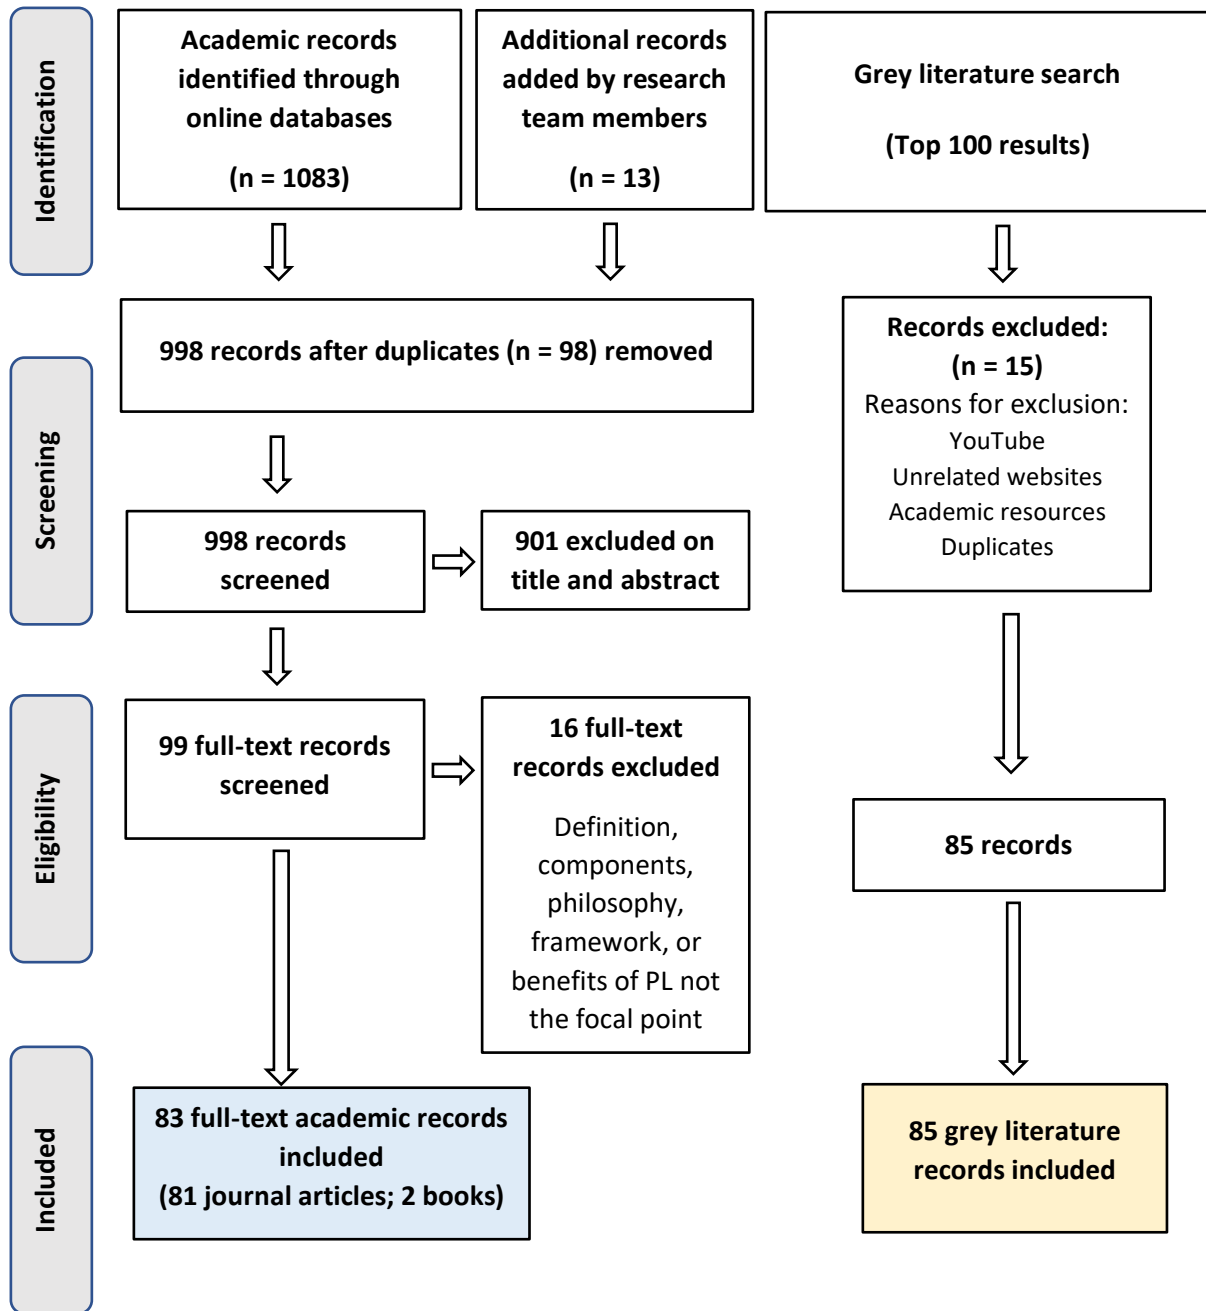 Identification
Academic records
identified through
online databases
(n = 1083)
Additional records
added by research
team members
(n = 13)
Grey literature search
(Top 100 results)
Screening
998 records after duplicates (n = 98) removed
Records excluded:
(n = 15)
Reasons for exclusion:
YouTube
Unrelated websites
Academic resources
Duplicates
998 records
screened
901 excluded on
title and abstract
Eligibility
99 full-text records
screened
16 full-text
records excluded
Definition,
components,
philosophy,
framework, or
benefits of PL not
the focal point
85 records
Included
83 full-text academic records
included
(81 journal articles; 2 books)
85 grey literature
records included